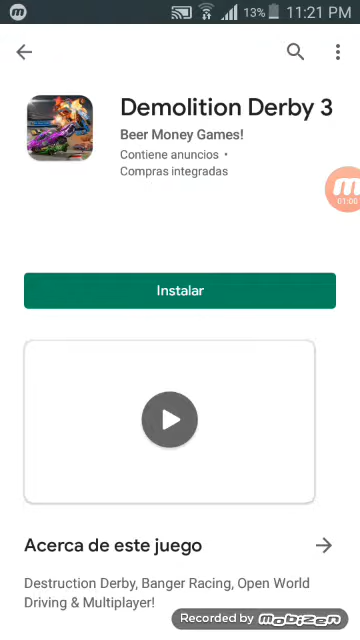 13% 11:21 PM
Demolition Derby 3
Beer Money Games!
Contiene anuncios •
Compras integradas
01:00
Instalar
Acerca de este juego
Destruction Derby, Banger Racing, Open World
Driving & Multiplayer!
Recorded by mobizen